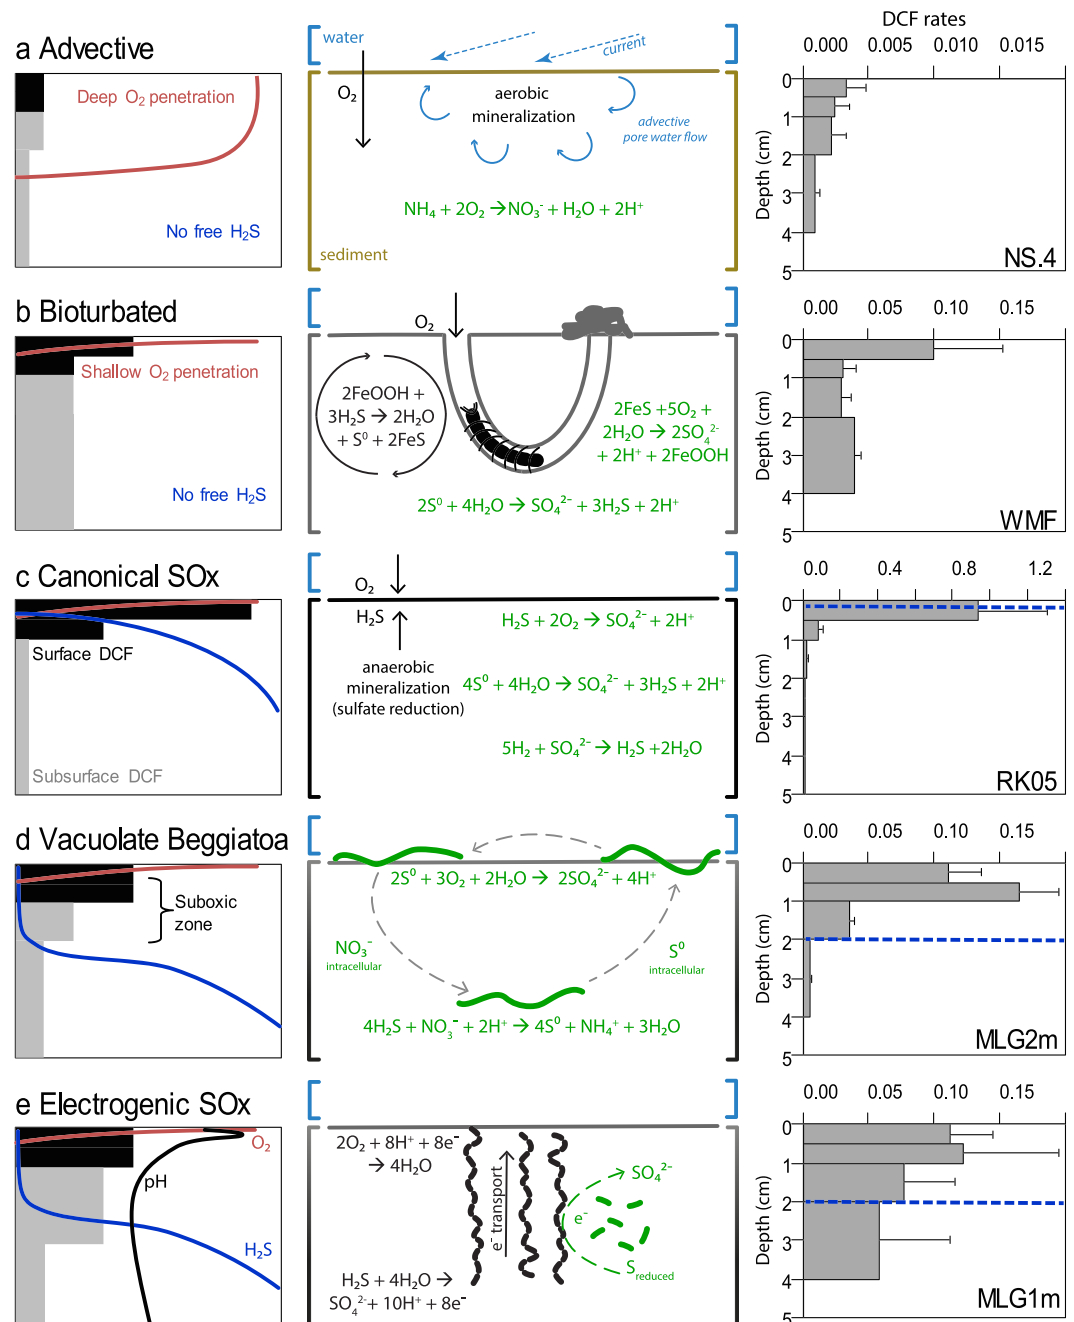 DCF rates
a Advective
water
current
0.000 0.005 0.010 0.015
Deep O₂ penetration
O₂
aerobic
mineralization
advective
pore water flow
NH₄ + 2O₂ → NO₃⁻ + H₂O + 2H⁺
No free H₂S
sediment
0
1
2
3
4
5
Depth (cm)
NS.4
b Bioturbated
O₂
0.00 0.05 0.10 0.15
Shallow O₂ penetration
2FeOOH +
3H₂S → 2H₂O
+ S⁰ + 2FeS
2FeS +5O₂ +
2H₂O → 2SO₄²⁻
+ 2H⁺ + 2FeOOH
No free H₂S
2S⁰ + 4H₂O → SO₄²⁻ + 3H₂S + 2H⁺
0
1
2
3
4
5
Depth (cm)
WMF
c Canonical SOx
O₂
0.0 0.4 0.8 1.2
H₂S
H₂S + 2O₂ → SO₄²⁻ + 2H⁺
Surface DCF
anaerobic
mineralization
(sulfate reduction)
4S⁰ + 4H₂O → SO₄²⁻ + 3H₂S + 2H⁺
5H₂ + SO₄²⁻ → H₂S +2H₂O
Subsurface DCF
0
1
2
3
4
5
Depth (cm)
RK05
d Vacuolate Beggiatoa
0.00 0.05 0.10 0.15
2S⁰ + 3O₂ + 2H₂O → 2SO₄²⁻ + 4H⁺
Suboxic
zone
NO₃⁻
intracellular
S⁰
intracellular
4H₂S + NO₃⁻ + 2H⁺ → 4S⁰ + NH₄⁺ + 3H₂O
0
1
2
3
4
5
Depth (cm)
MLG2m
e Electrogenic SOx
0.00 0.05 0.10 0.15
O₂
pH
H₂S
2O₂ + 8H⁺ + 8e⁻
→ 4H₂O
e⁻ transport
SO₄²⁻
e⁻
S reduced
H₂S + 4H₂O →
SO₄²⁻ + 10H⁺ + 8e⁻
0
1
2
3
4
5
Depth (cm)
MLG1m